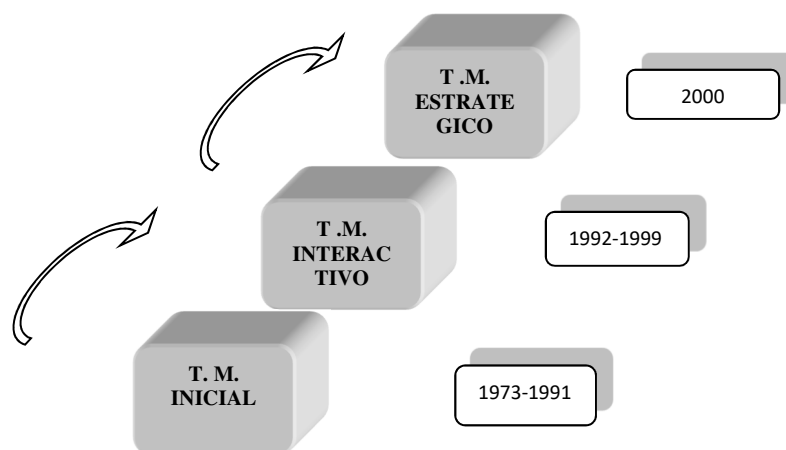 T .M.
ESTRATE
GICO
2000
T .M.
INTERAC
TIVO
1992-1999
T. M.
INICIAL
1973-1991